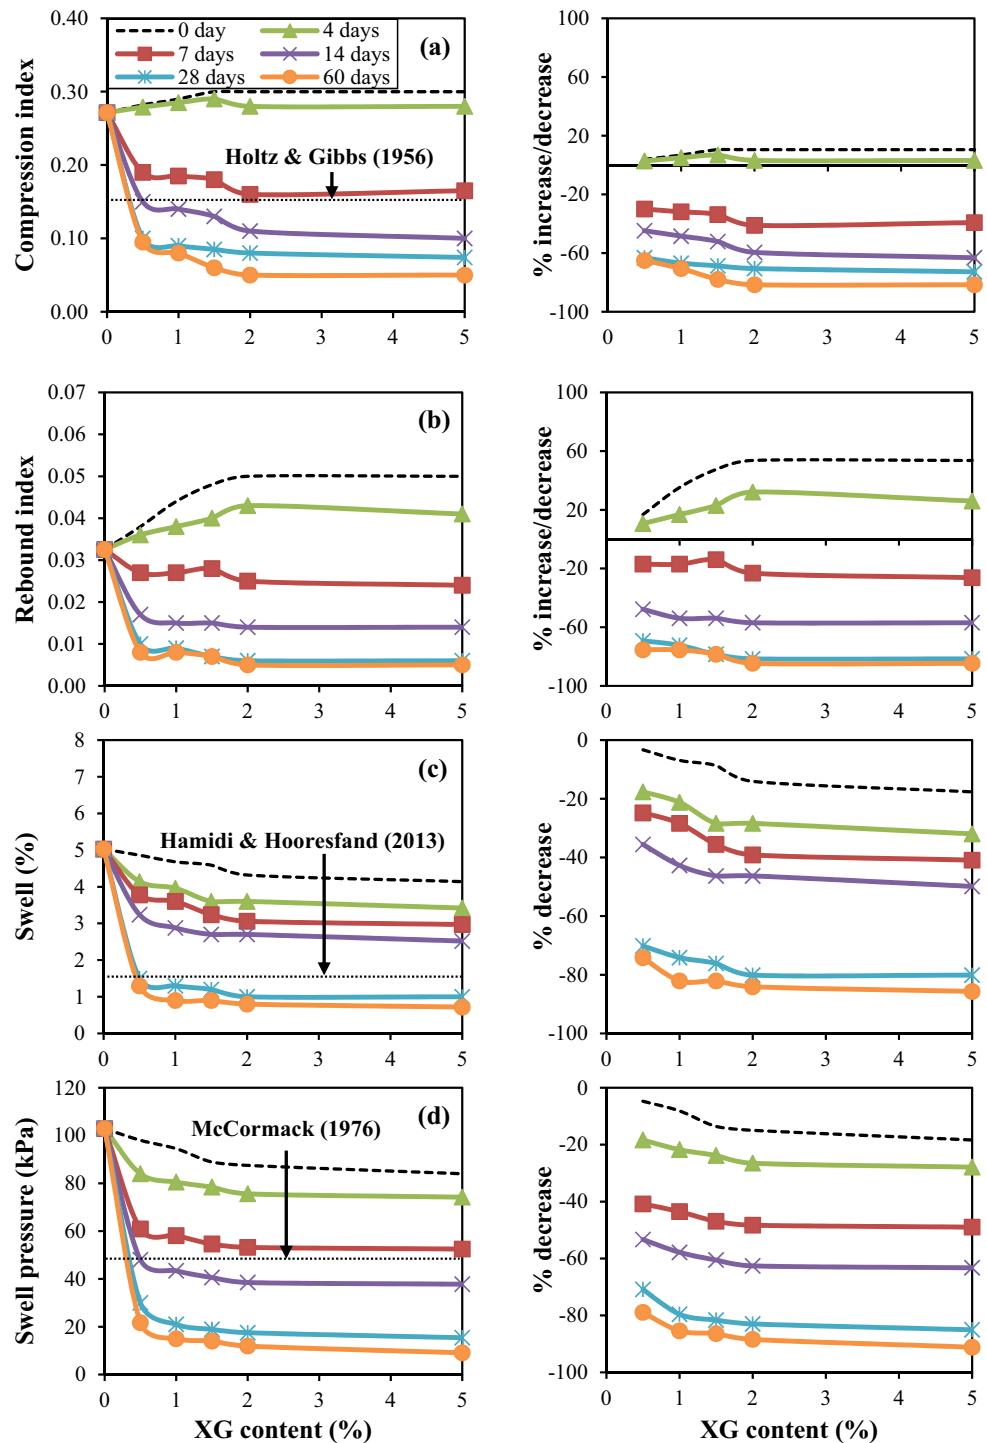 0 day
4 days
7 days
14 days
28 days
60 days
(a)
Holtz & Gibbs (1956)
Compression index
0.40
0.30
0.20
0.10
0.00
0 1 2 3 4 5
% increase/decrease
100
60
20
-20
-60
-100
0 1 2 3 4 5
(b)
Rebound index
0.07
0.06
0.05
0.04
0.03
0.02
0.01
0.00
0 1 2 3 4 5
% increase/decrease
100
60
20
-20
-60
-100
0 1 2 3 4 5
(c)
Hamidi & Hooresfand (2013)
Swell (%)
8
7
6
5
4
3
2
1
0
0 1 2 3 4 5
% decrease
0
-20
-40
-60
-80
-100
0 1 2 3 4 5
(d)
McCormack (1976)
Swell pressure (kPa)
120
100
80
60
40
20
0
0 1 2 3 4 5
XG content (%)
% decrease
0
-20
-40
-60
-80
-100
0 1 2 3 4 5
XG content (%)